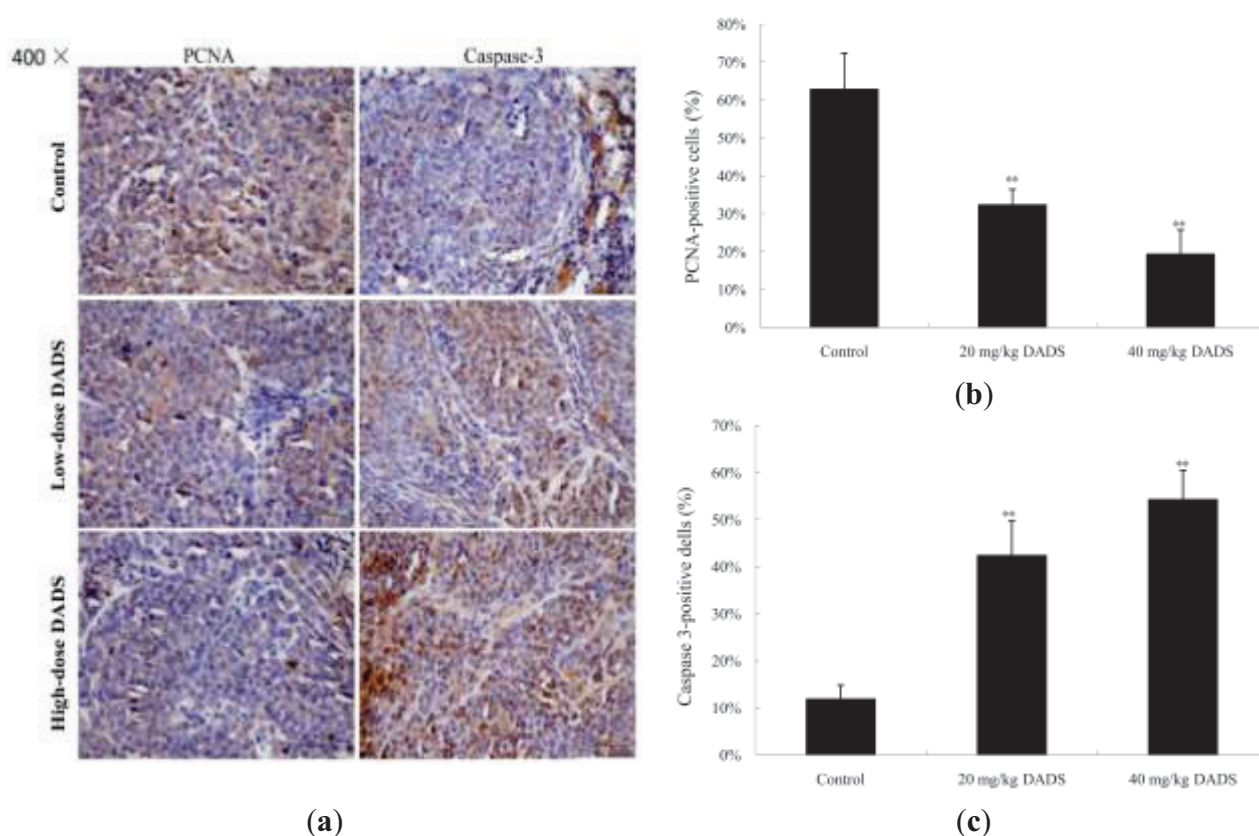 400 ×
PCNA
Caspase-3
Control
Low-dose DADS
High-dose DADS
(a)
80%
70%
60%
50%
40%
30%
20%
10%
0%
PCNA-positive cells (%)
**
**
Control
20 mg/kg DADS
40 mg/kg DADS
(b)
70%
60%
50%
40%
30%
20%
10%
0%
Caspase 3-positive dells (%)
**
**
Control
20 mg/kg DADS
40 mg/kg DADS
(c)